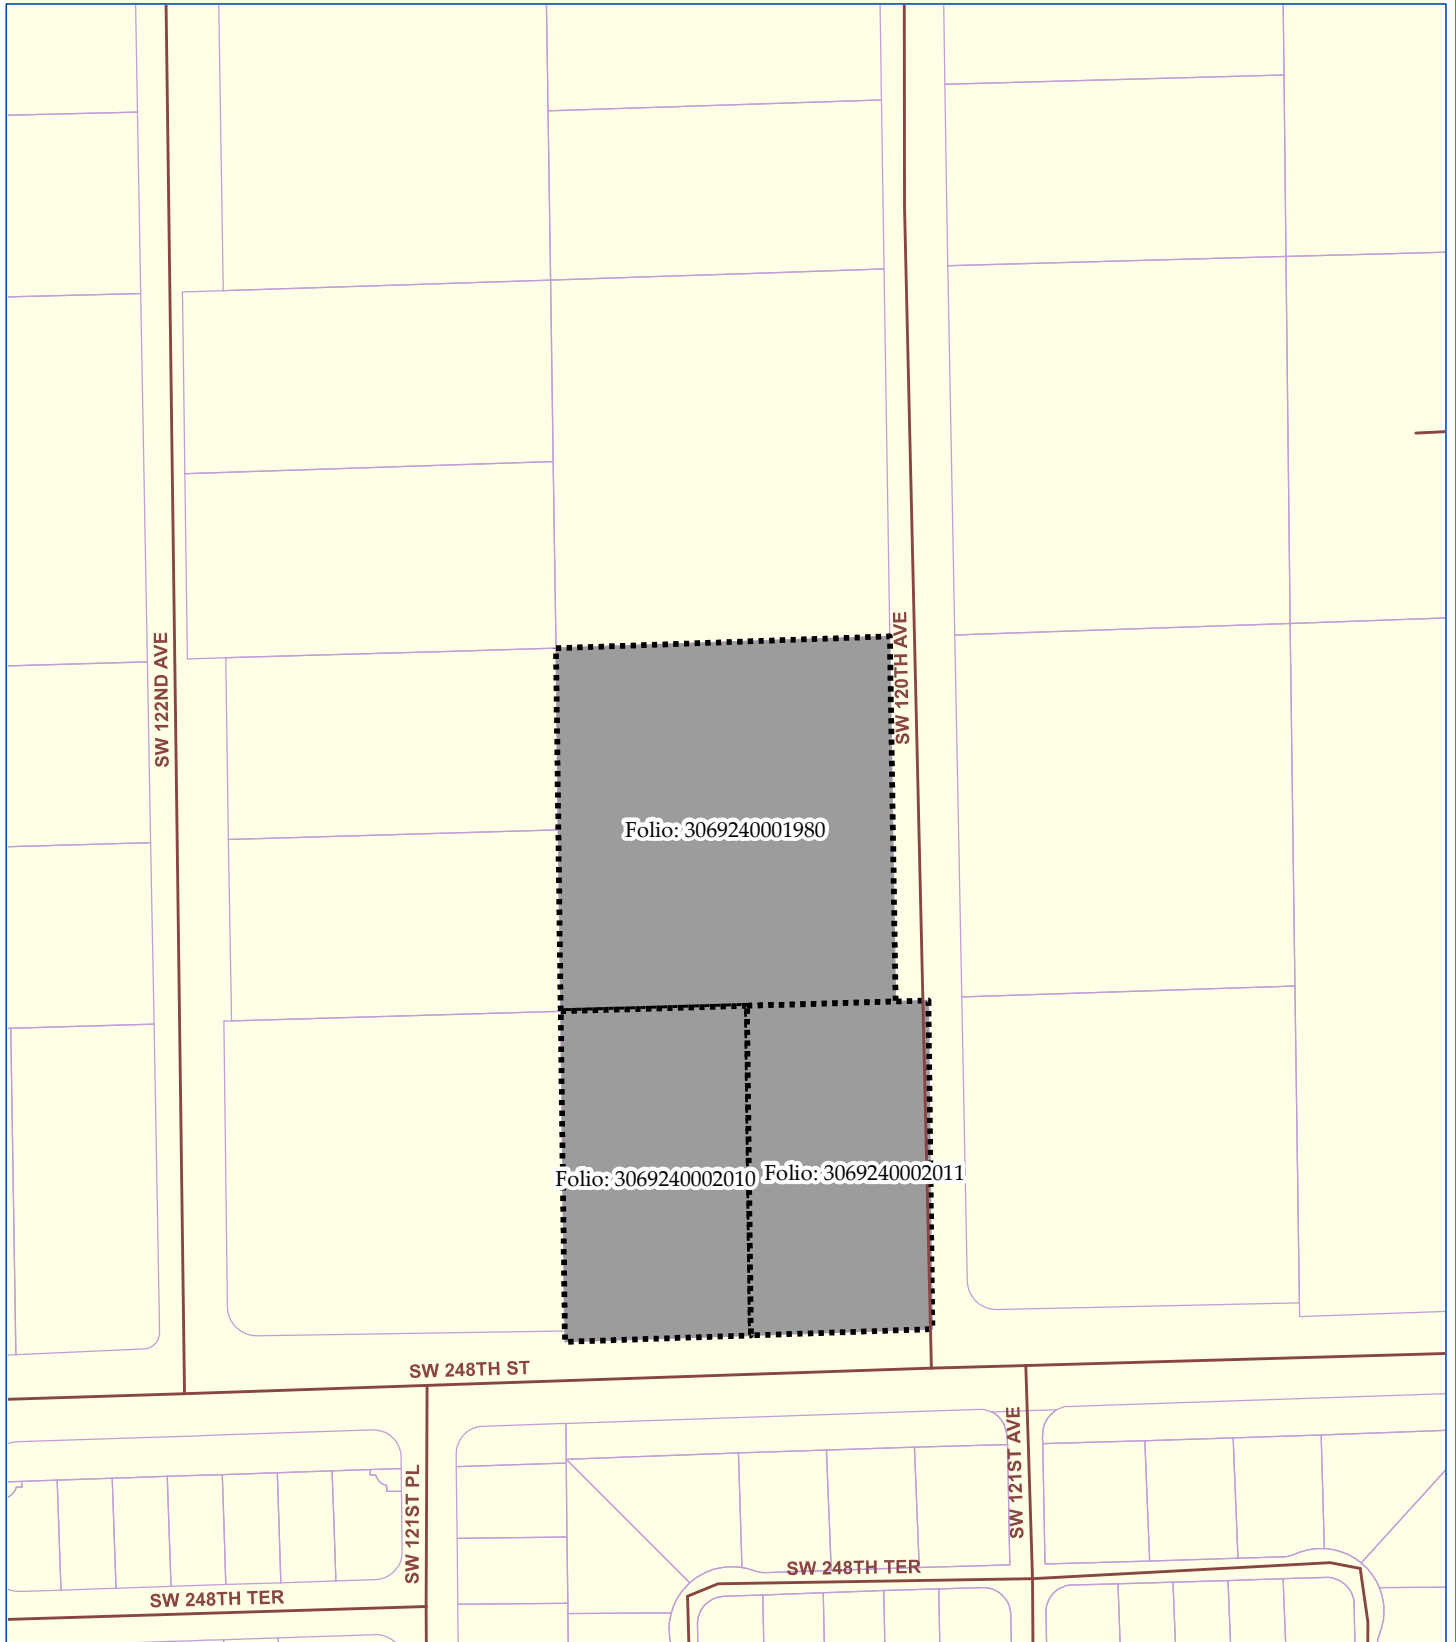 SW 122ND AVE
SW 120TH AVE
Folio: 3069240001980
Folio: 3069240002010
Folio: 3069240002011
SW 248TH ST
SW 121ST PL
SW 121ST AVE
SW 248TH TER
SW 248TH TER